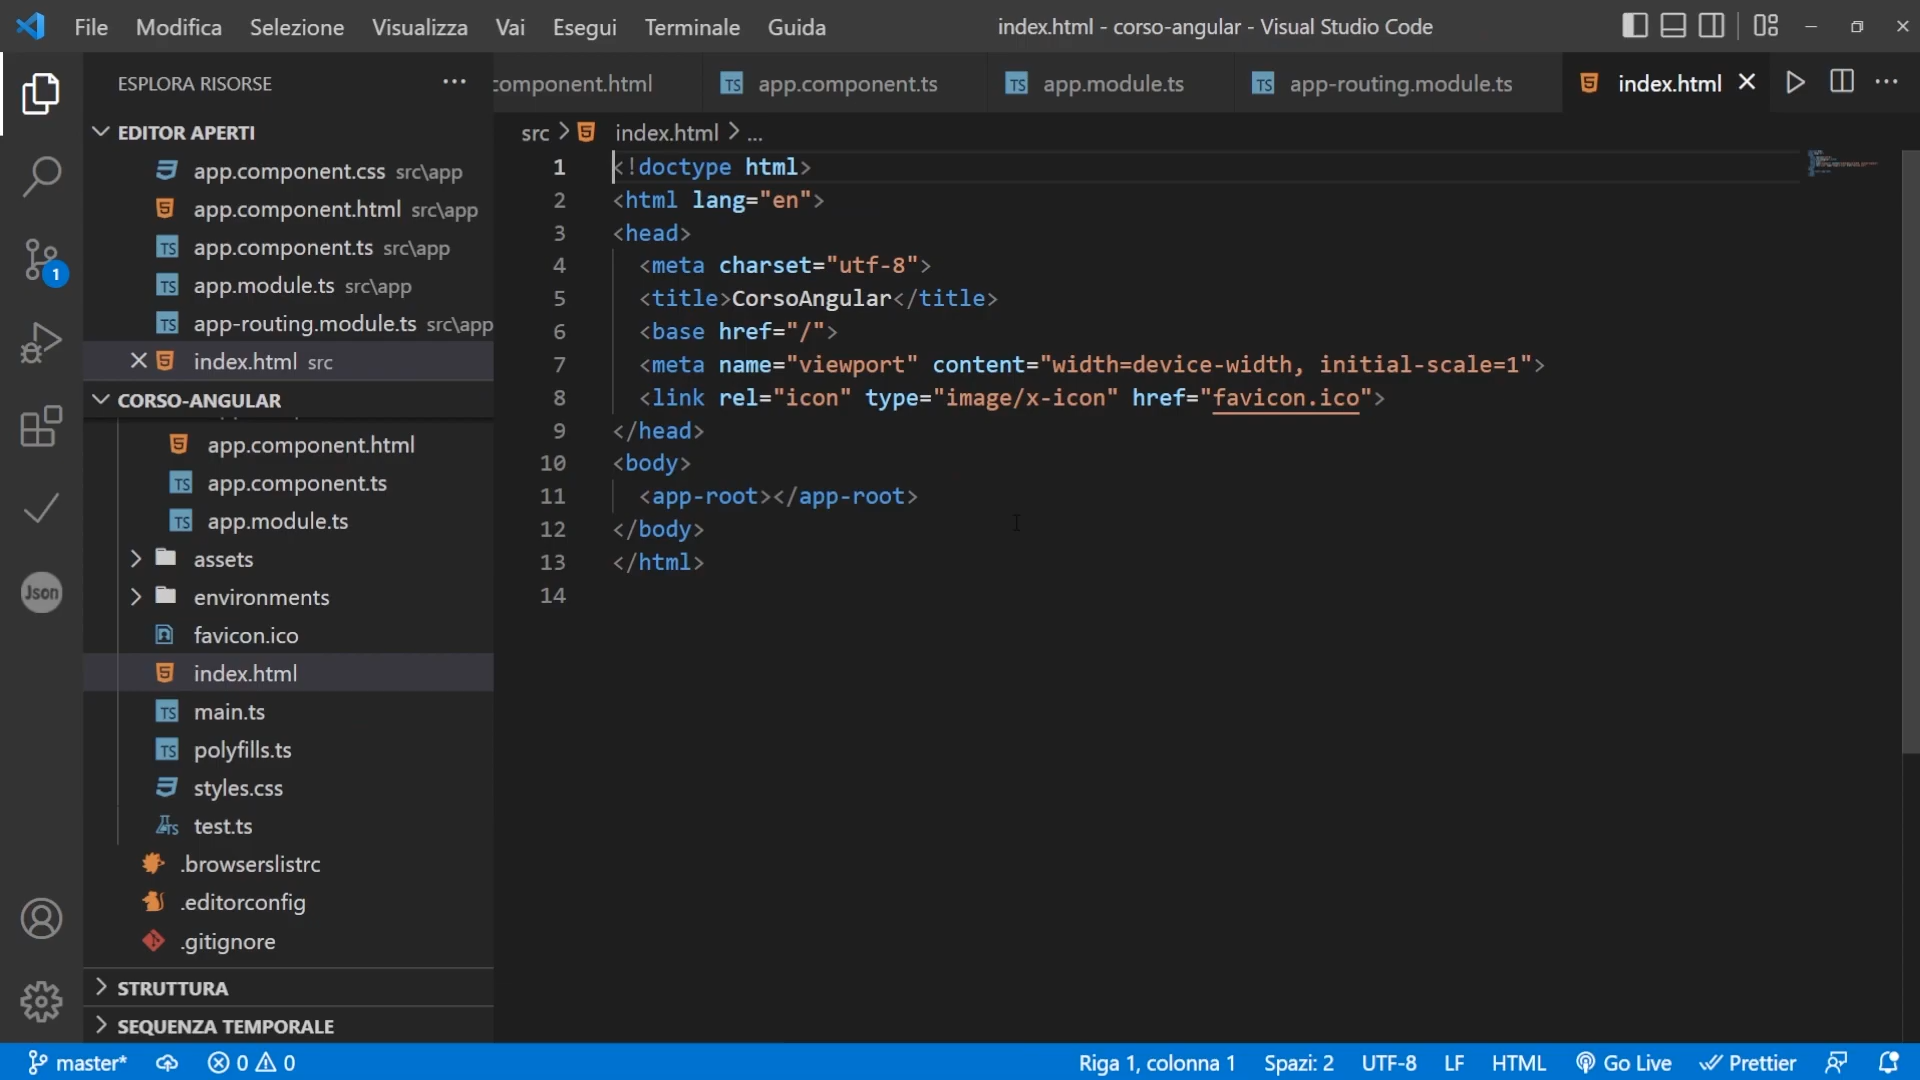 File Modifica Selezione Visualizza Vai Esegui Terminale Guida index.html - corso-angular - Visual Studio Code
ESPLORA RISORSE
EDITOR APERTI
app.component.css src\app
app.component.html src\app
app.component.ts src\app
app.module.ts src\app
app-routing.module.ts src\app
index.html src
CORSO-ANGULAR
app.component.html
app.component.ts
app.module.ts
assets
environments
favicon.ico
index.html
main.ts
polyfills.ts
styles.css
test.ts
.browserslistrc
.editorconfig
.gitignore
STRUTTURA
SEQUENZA TEMPORALE
1
Json
component.html app.component.ts app.module.ts app-routing.module.ts index.html
src > index.html > ...
1 <!doctype html>
2 <html lang="en">
3 <head>
4 <meta charset="utf-8">
5 <title>CorsoAngular</title>
6 <base href="/">
7 <meta name="viewport" content="width=device-width, initial-scale=1">
8 <link rel="icon" type="image/x-icon" href="favicon.ico">
9 </head>
10 <body>
11 <app-root></app-root>
12 </body>
13 </html>
14
master* 0 0 Riga 1, colonna 1 Spazi: 2 UTF-8 LF HTML Go Live Prettier